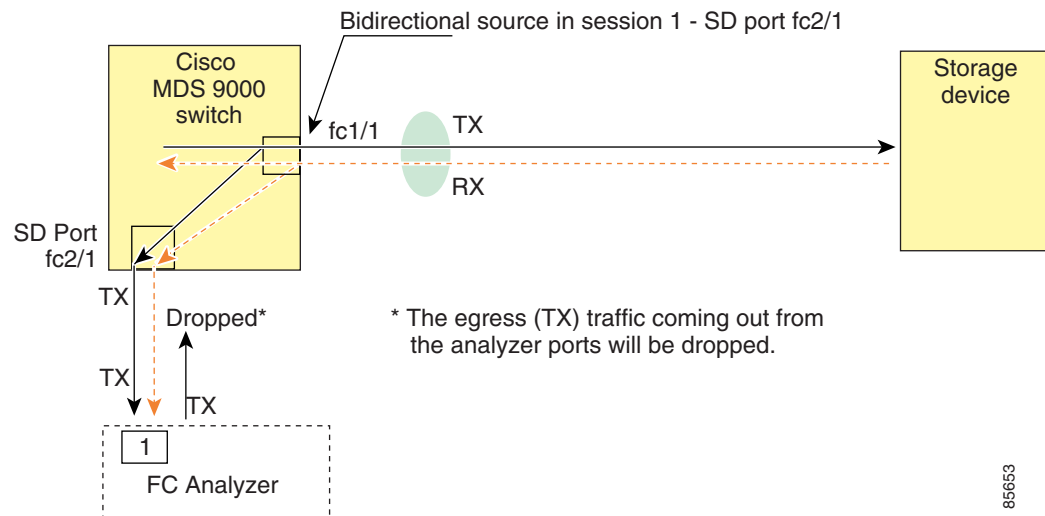 Bidirectional source in session 1 - SD port fc2/1
Cisco
MDS 9000
switch
Storage
device
fc1/1
TX
RX
SD Port
fc2/1
TX
Dropped*
* The egress (TX) traffic coming out from
the analyzer ports will be dropped.
TX
TX
1
FC Analyzer
85653